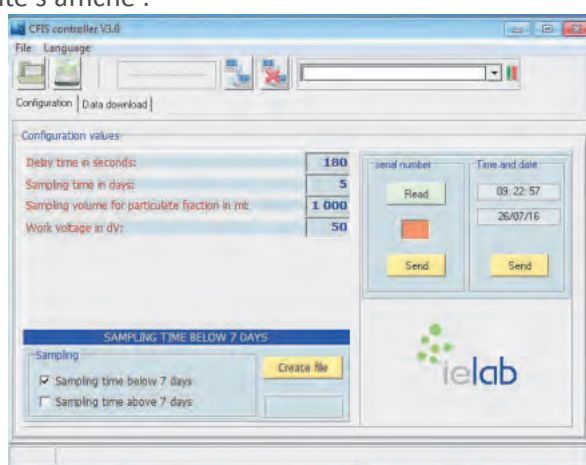 te s'affiche :
CFIS controller V3.0
File Language
Configuration Data download
Configuration values
Delay time in seconds: 180
Sampling time in days: 5
Sampling volume for particulate fraction in ml: 1 000
Work voltage in dV: 50
serial number
Read
Send
Time and date
09:22:57
26/07/16
Send
SAMPLING TIME BELOW 7 DAYS
Sampling
Sampling time below 7 days
Sampling time above 7 days
Create file
ielab